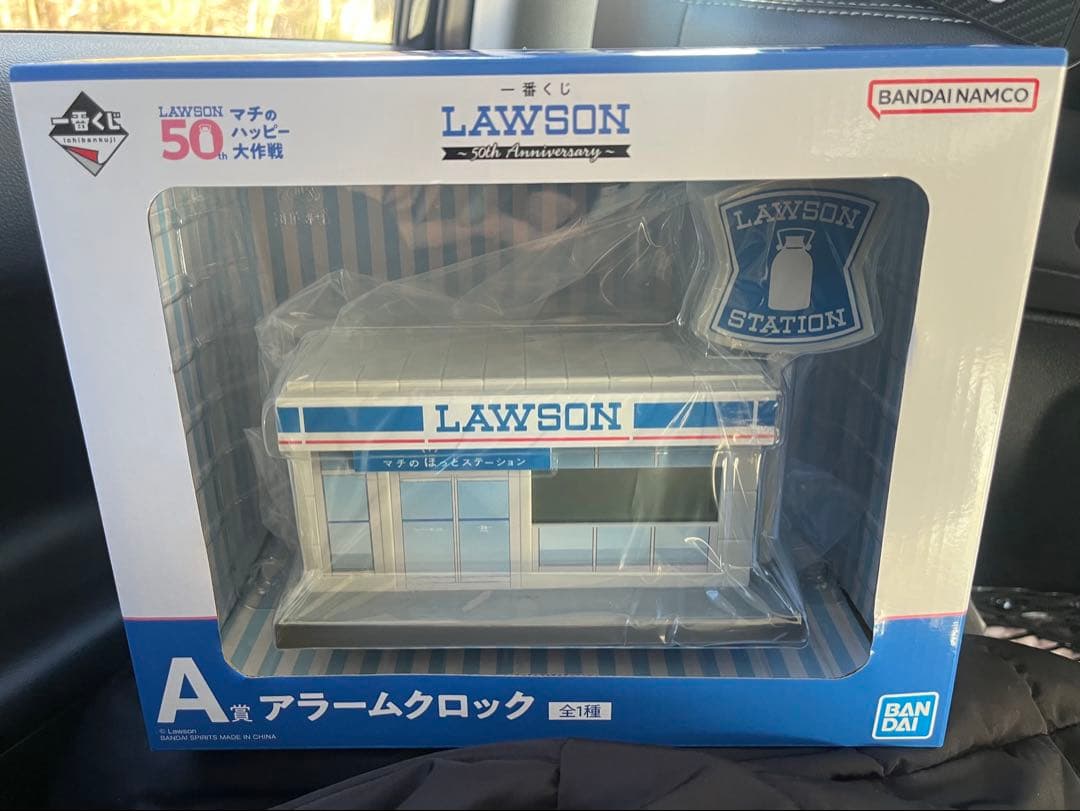 一番くじ
ichibankuji
LAWSON
50th
マチの
ハッピー
大作戦
一番くじ
LAWSON
~50th Anniversary~
BANDAI NAMCO
LAWSON
STATION
LAWSON
マチの ほっとステーション
A賞 アラームクロック 全1種
© Lawson
BANDAI SPIRITS MADE IN CHINA
BAN
DAI